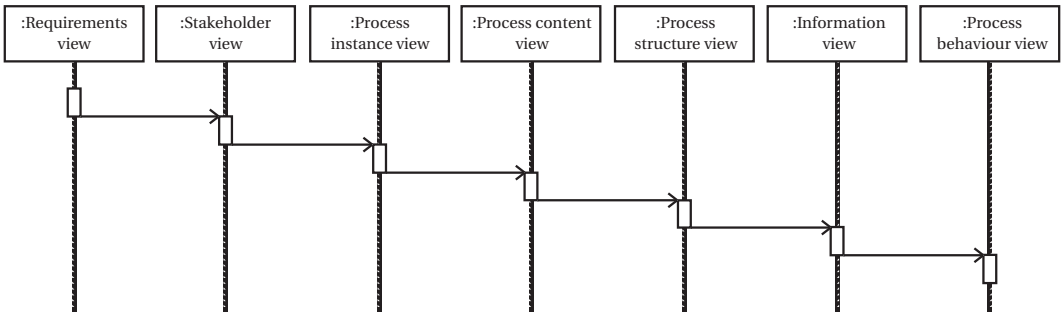 :Requirements
view
:Stakeholder
view
:Process
instance view
:Process content
view
:Process
structure view
:Information
view
:Process
behaviour view